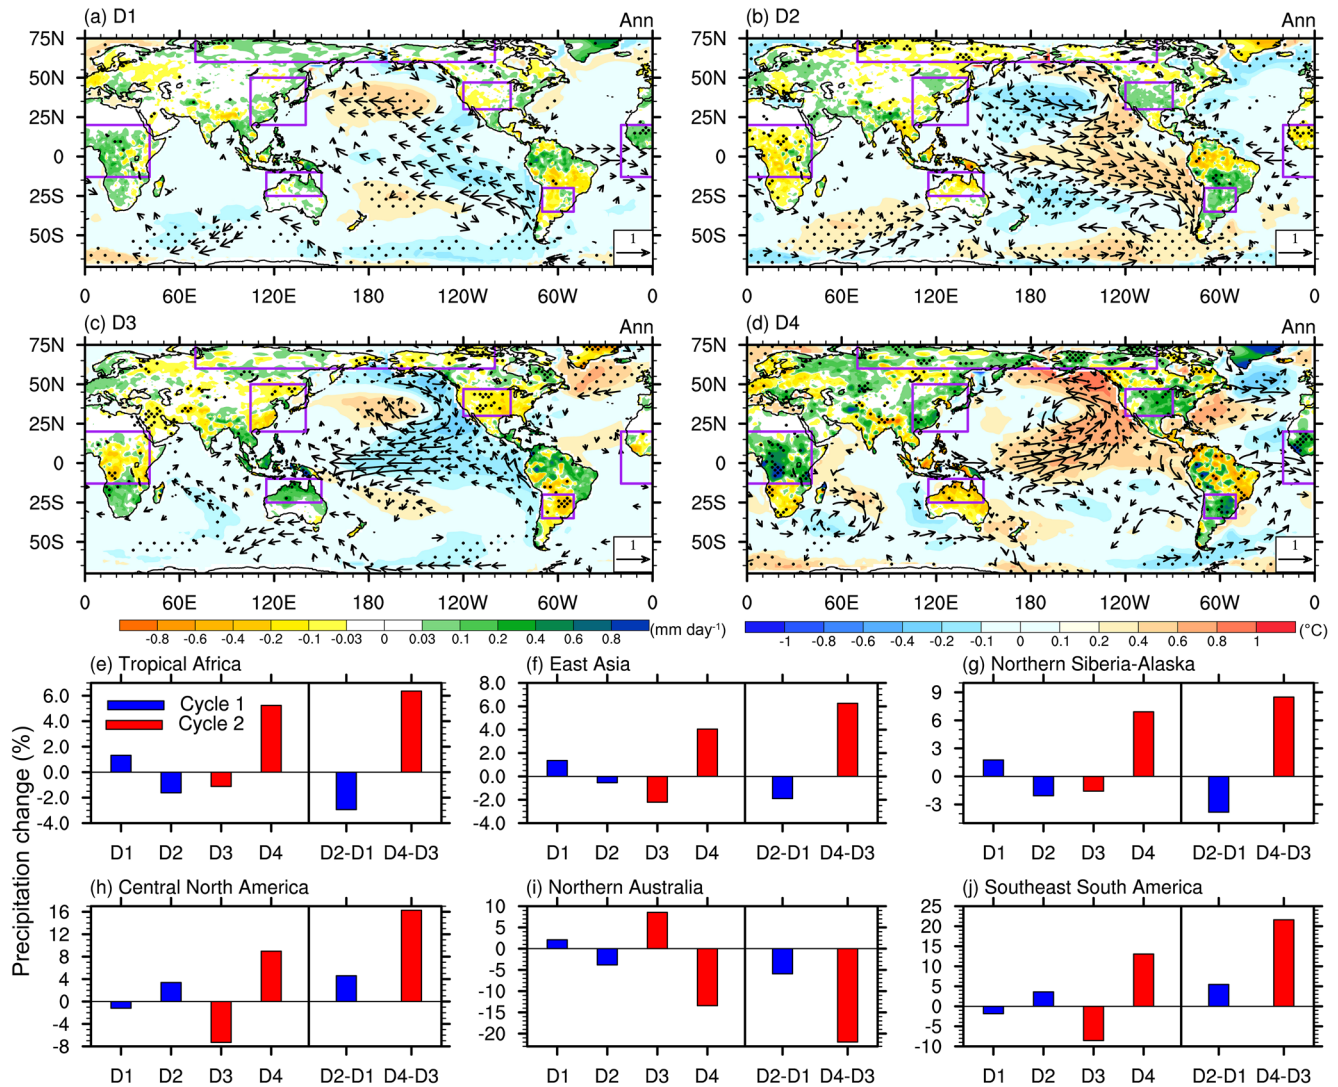 (a) D1
Ann
(b) D2
Ann
75N
50N
25N
0
25S
50S
1
75N
50N
25N
0
25S
50S
1
0 60E 120E 180 120W 60W 0
0 60E 120E 180 120W 60W 0
(c) D3
Ann
(d) D4
Ann
75N
50N
25N
0
25S
50S
1
75N
50N
25N
0
25S
50S
1
0 60E 120E 180 120W 60W 0
0 60E 120E 180 120W 60W 0
-0.8 -0.6 -0.4 -0.2 -0.1 -0.03 0 0.03 0.1 0.2 0.4 0.6 0.8 (mm day⁻¹)
-1 -0.8 -0.6 -0.4 -0.2 -0.1 0 0.1 0.2 0.4 0.6 0.8 1 (°C)
Precipitation change (%)
(e) Tropical Africa
6.0
4.0
2.0
0.0
-2.0
-4.0
Cycle 1
Cycle 2
D1 D2 D3 D4 D2-D1 D4-D3
(f) East Asia
8.0
6.0
4.0
2.0
0.0
-2.0
-4.0
D1 D2 D3 D4 D2-D1 D4-D3
(g) Northern Siberia-Alaska
9
6
3
0
-3
D1 D2 D3 D4 D2-D1 D4-D3
(h) Central North America
16
12
8
4
0
-4
-8
D1 D2 D3 D4 D2-D1 D4-D3
(i) Northern Australia
10
5
0
-5
-10
-15
-20
D1 D2 D3 D4 D2-D1 D4-D3
(j) Southeast South America
25
20
15
10
5
0
-5
-10
D1 D2 D3 D4 D2-D1 D4-D3